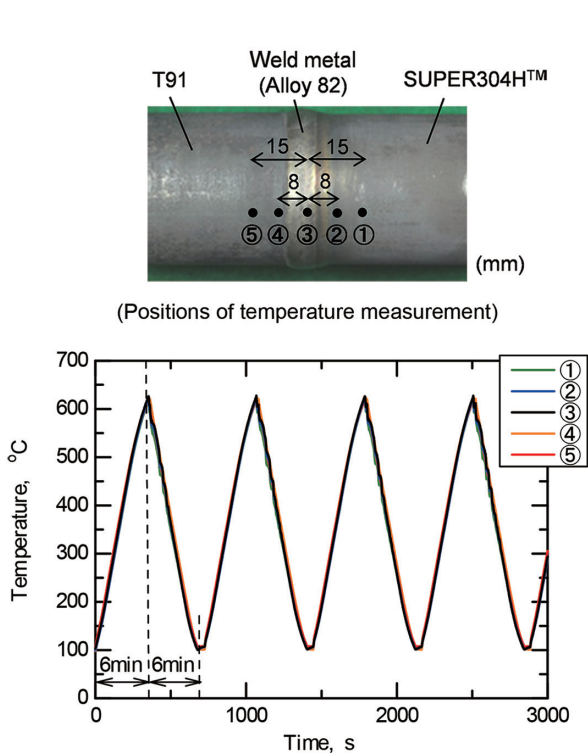 Weld metal
(Alloy 82)
T91
SUPER304H™
15 15
8 8
⑤ ④ ③ ② ①
(mm)
(Positions of temperature measurement)
700
600
500
400
300
200
100
0
Temperature, °C
①
②
③
④
⑤
6min 6min
0 1000 2000 3000
Time, s